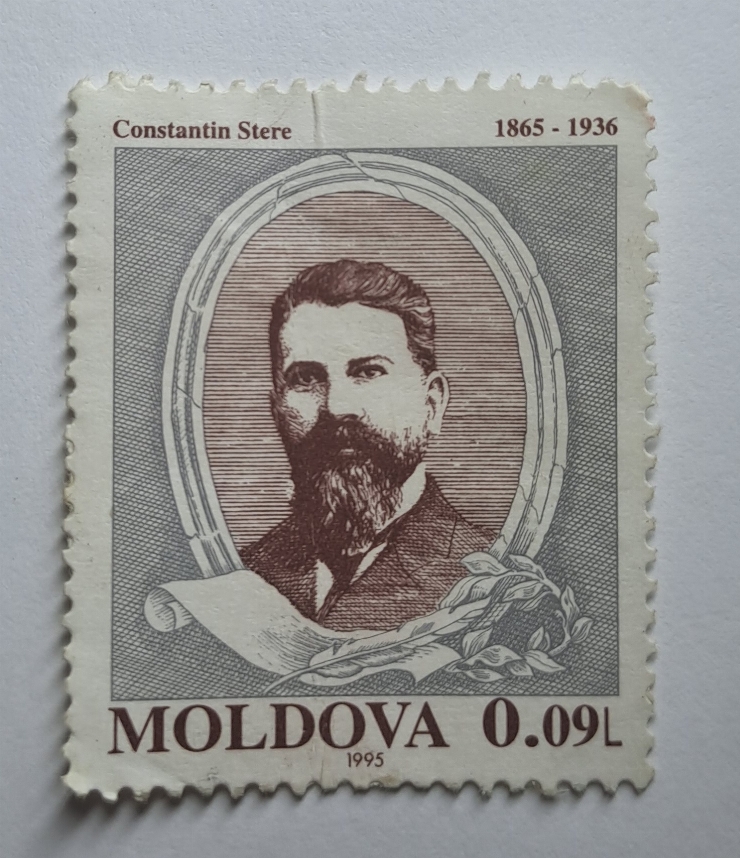 Constantin Stere 1865 - 1936
MOLDOVA 0.09L
1995